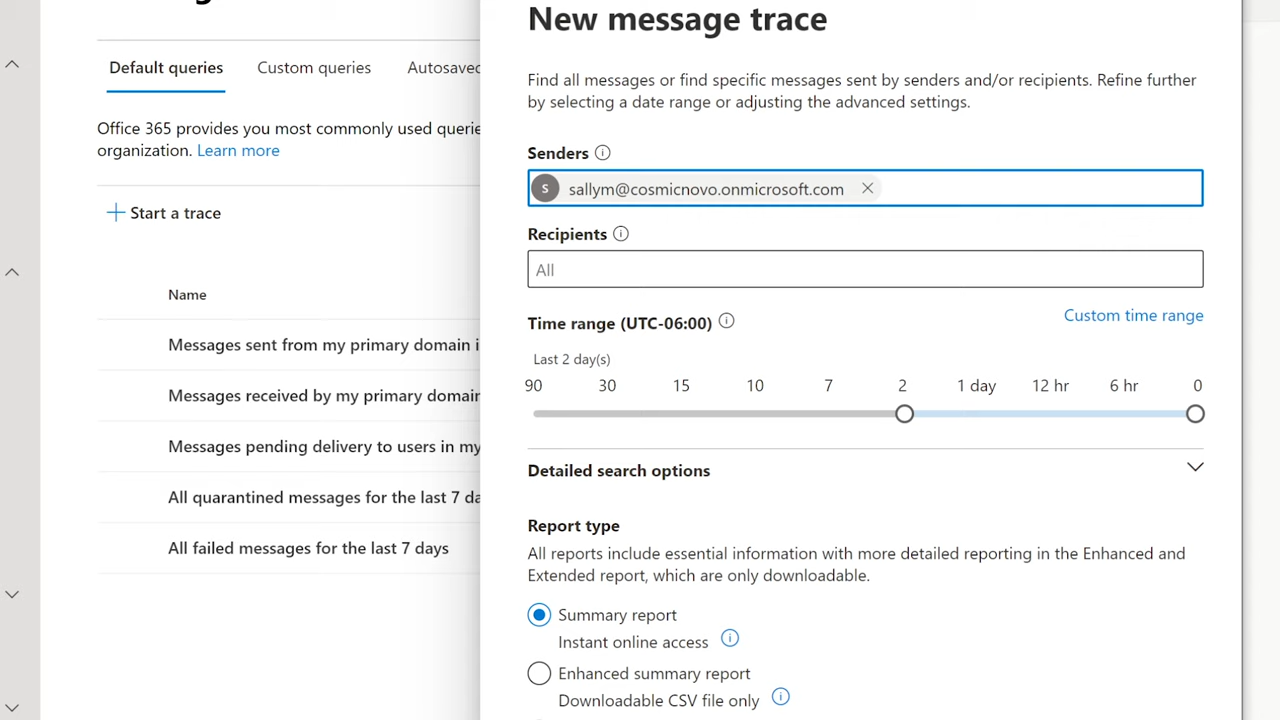 New message trace
Default queries
Custom queries
Autosaved
Find all messages or find specific messages sent by senders and/or recipients. Refine further
by selecting a date range or adjusting the advanced settings.
Office 365 provides you most commonly used querie
organization. Learn more
Senders
S sallym@cosmicnovo.onmicrosoft.com
Start a trace
Recipients
All
Name
Time range (UTC-06:00)
Custom time range
Messages sent from my primary domain i
Last 2 day(s)
90 30 15 10 7 2 1 day 12 hr 6 hr 0
Messages received by my primary domain
Messages pending delivery to users in my
Detailed search options
All quarantined messages for the last 7 da
Report type
All failed messages for the last 7 days
All reports include essential information with more detailed reporting in the Enhanced and
Extended report, which are only downloadable.
Summary report
Instant online access
Enhanced summary report
Downloadable CSV file only